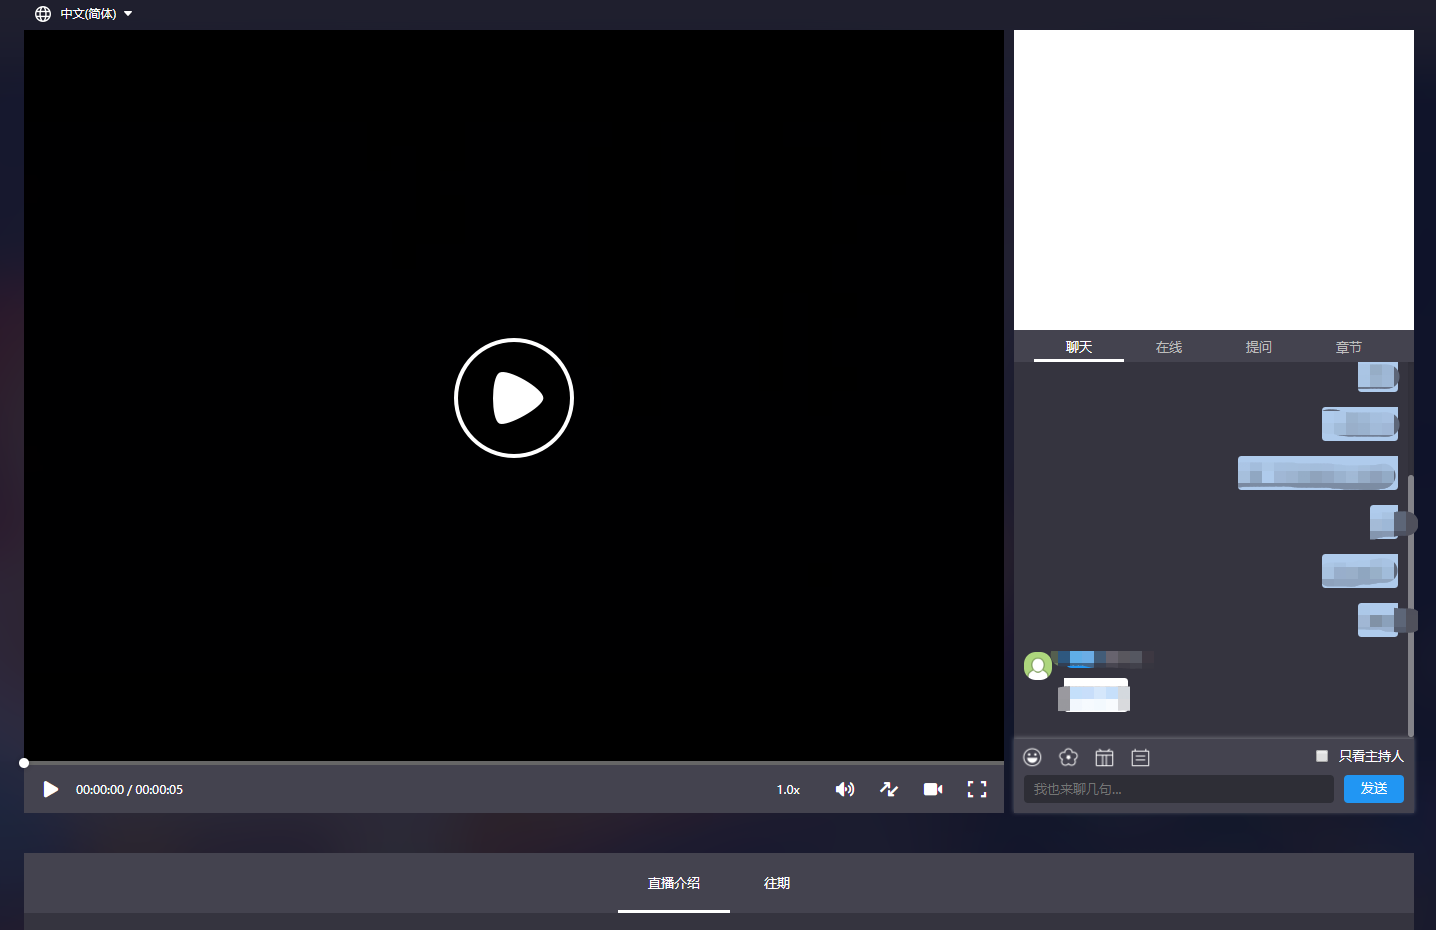 中文(简体)
聊天 在线 提问 章节
只看主持人
我也来聊几句...
发送
00:00:00 / 00:00:05
1.0x
直播介绍 往期